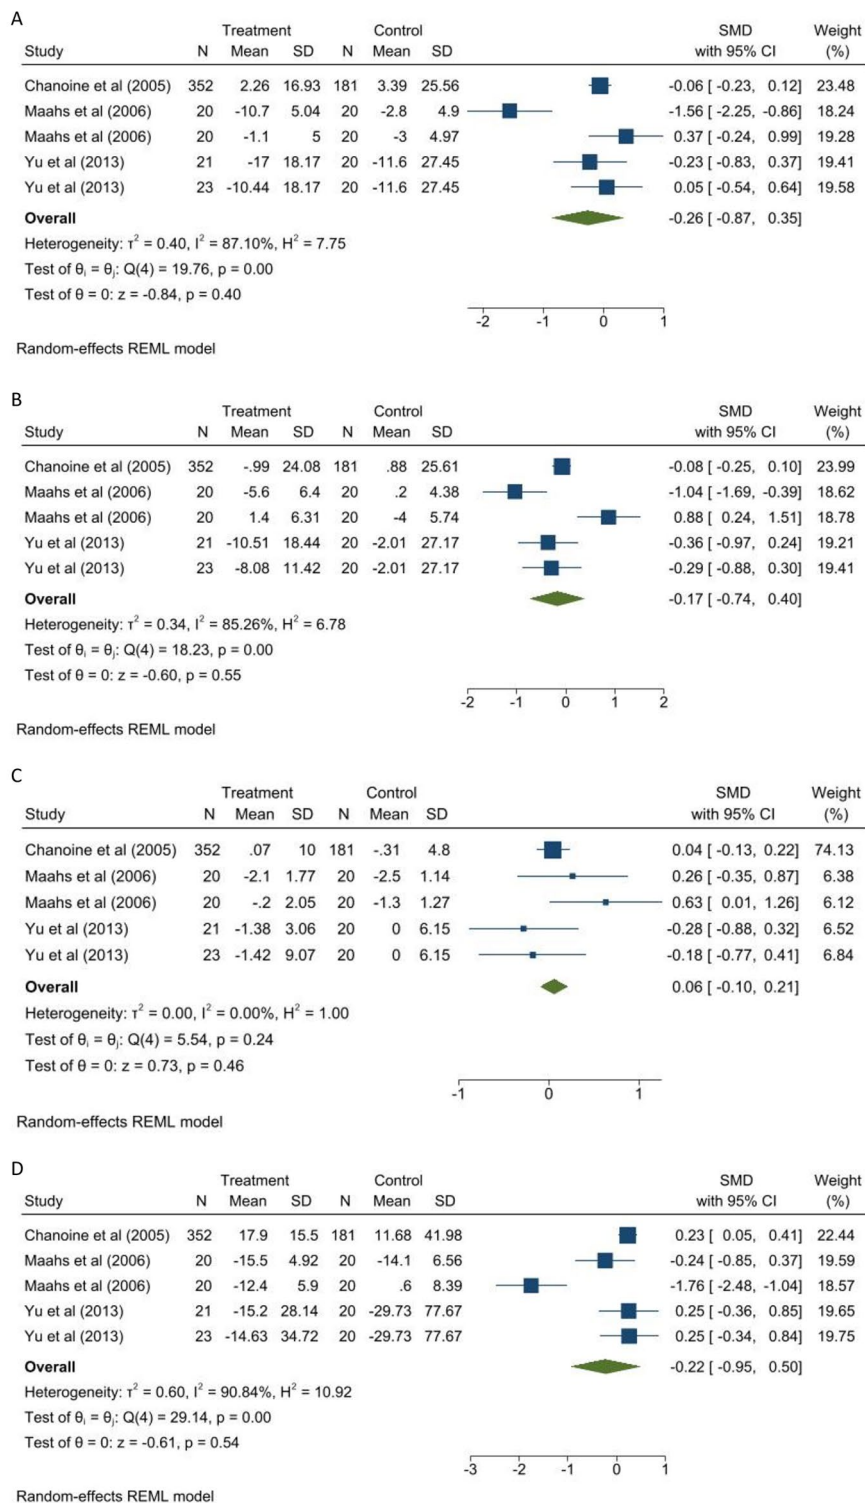 A
Treatment Control SMD Weight
Study N Mean SD N Mean SD with 95% CI (%)
Chanoine et al (2005) 352 2.26 16.93 181 3.39 25.56 -0.06 [ -0.23, 0.12] 23.48
Maahs et al (2006) 20 -10.7 5.04 20 -2.8 4.9 -1.56 [ -2.25, -0.86] 18.24
Maahs et al (2006) 20 -1.1 5 20 -3 4.97 0.37 [ -0.24, 0.99] 19.28
Yu et al (2013) 21 -17 18.17 20 -11.6 27.45 -0.23 [ -0.83, 0.37] 19.41
Yu et al (2013) 23 -10.44 18.17 20 -11.6 27.45 0.05 [ -0.54, 0.64] 19.58
Overall -0.26 [ -0.87, 0.35]
Heterogeneity: τ² = 0.40, I² = 87.10%, H² = 7.75
Test of θᵢ = θⱼ: Q(4) = 19.76, p = 0.00
Test of θ = 0: z = -0.84, p = 0.40
-2 -1 0 1
Random-effects REML model
B
Treatment Control SMD Weight
Study N Mean SD N Mean SD with 95% CI (%)
Chanoine et al (2005) 352 -.99 24.08 181 .88 25.61 -0.08 [ -0.25, 0.10] 23.99
Maahs et al (2006) 20 -5.6 6.4 20 .2 4.38 -1.04 [ -1.69, -0.39] 18.62
Maahs et al (2006) 20 1.4 6.31 20 -4 5.74 0.88 [ 0.24, 1.51] 18.78
Yu et al (2013) 21 -10.51 18.44 20 -2.01 27.17 -0.36 [ -0.97, 0.24] 19.21
Yu et al (2013) 23 -8.08 11.42 20 -2.01 27.17 -0.29 [ -0.88, 0.30] 19.41
Overall -0.17 [ -0.74, 0.40]
Heterogeneity: τ² = 0.34, I² = 85.26%, H² = 6.78
Test of θᵢ = θⱼ: Q(4) = 18.23, p = 0.00
Test of θ = 0: z = -0.60, p = 0.55
-2 -1 0 1 2
Random-effects REML model
C
Treatment Control SMD Weight
Study N Mean SD N Mean SD with 95% CI (%)
Chanoine et al (2005) 352 .07 10 181 -.31 4.8 0.04 [ -0.13, 0.22] 74.13
Maahs et al (2006) 20 -2.1 1.77 20 -2.5 1.14 0.26 [ -0.35, 0.87] 6.38
Maahs et al (2006) 20 -.2 2.05 20 -1.3 1.27 0.63 [ 0.01, 1.26] 6.12
Yu et al (2013) 21 -1.38 3.06 20 0 6.15 -0.28 [ -0.88, 0.32] 6.52
Yu et al (2013) 23 -1.42 9.07 20 0 6.15 -0.18 [ -0.77, 0.41] 6.84
Overall 0.06 [ -0.10, 0.21]
Heterogeneity: τ² = 0.00, I² = 0.00%, H² = 1.00
Test of θᵢ = θⱼ: Q(4) = 5.54, p = 0.24
Test of θ = 0: z = 0.73, p = 0.46
-1 0 1
Random-effects REML model
D
Treatment Control SMD Weight
Study N Mean SD N Mean SD with 95% CI (%)
Chanoine et al (2005) 352 17.9 15.5 181 11.68 41.98 0.23 [ 0.05, 0.41] 22.44
Maahs et al (2006) 20 -15.5 4.92 20 -14.1 6.56 -0.24 [ -0.85, 0.37] 19.59
Maahs et al (2006) 20 -12.4 5.9 20 .6 8.39 -1.76 [ -2.48, -1.04] 18.57
Yu et al (2013) 21 -15.2 28.14 20 -29.73 77.67 0.25 [ -0.36, 0.85] 19.65
Yu et al (2013) 23 -14.63 34.72 20 -29.73 77.67 0.25 [ -0.34, 0.84] 19.75
Overall -0.22 [ -0.95, 0.50]
Heterogeneity: τ² = 0.60, I² = 90.84%, H² = 10.92
Test of θᵢ = θⱼ: Q(4) = 29.14, p = 0.00
Test of θ = 0: z = -0.61, p = 0.54
-3 -2 -1 0 1
Random-effects REML model